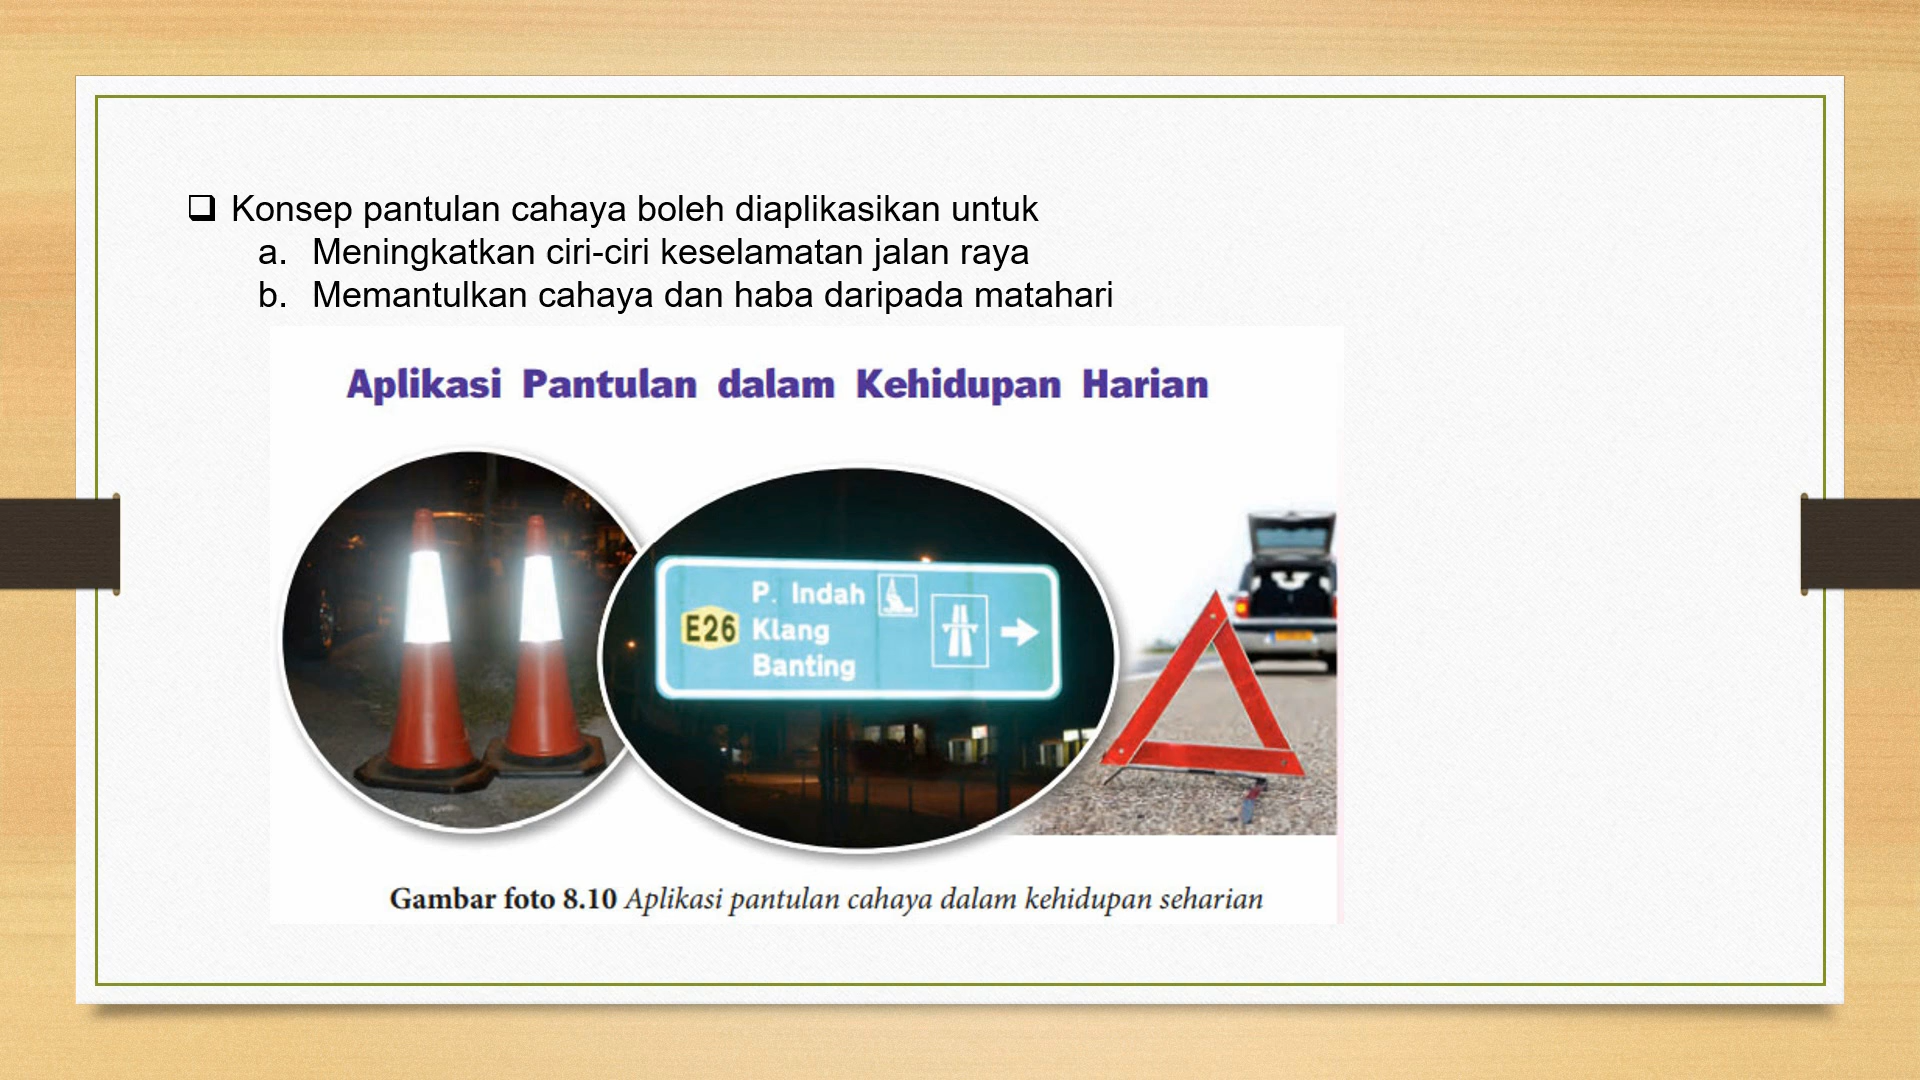 Konsep pantulan cahaya boleh diaplikasikan untuk
a. Meningkatkan ciri-ciri keselamatan jalan raya
b. Memantulkan cahaya dan haba daripada matahari
Aplikasi Pantulan dalam Kehidupan Harian
P. Indah
E26 Klang
Banting
Gambar foto 8.10 Aplikasi pantulan cahaya dalam kehidupan seharian